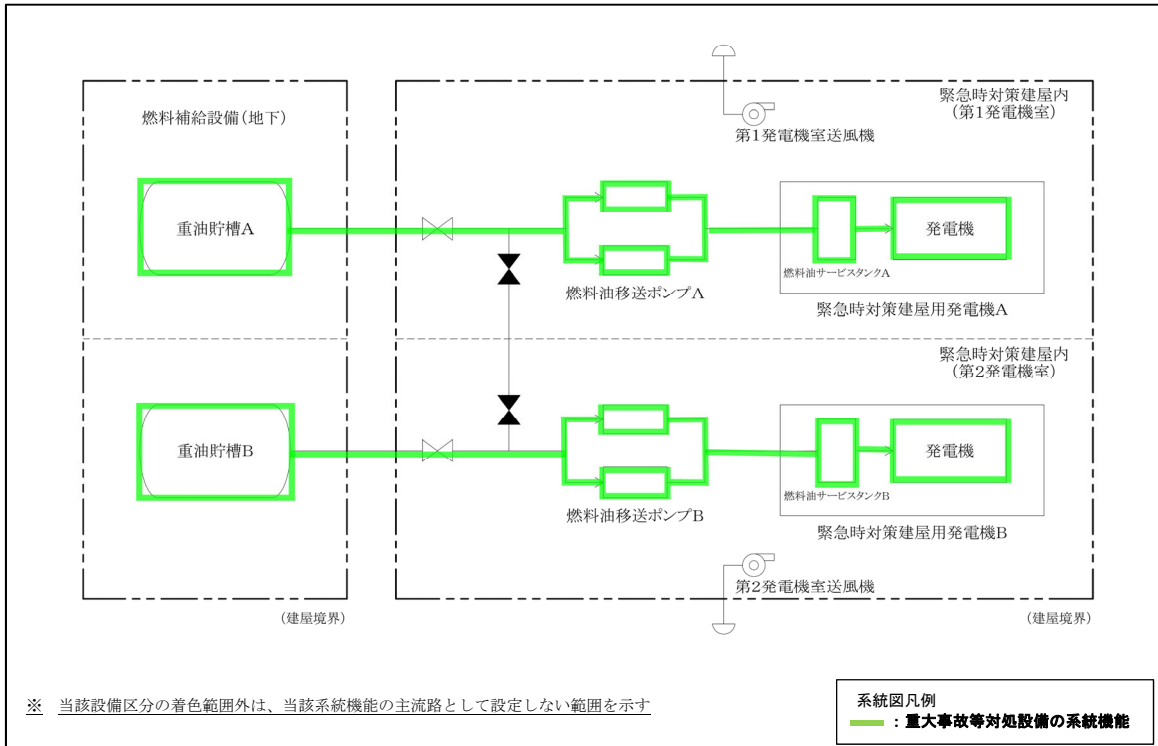 緊急時対策建屋内
(第1発電機室)
燃料補給設備(地下)
第1発電機室送風機
重油貯槽A
発電機
燃料油サービスタンクA
燃料油移送ポンプA
緊急時対策建屋用発電機A
緊急時対策建屋内
(第2発電機室)
重油貯槽B
発電機
燃料油サービスタンクB
燃料油移送ポンプB
緊急時対策建屋用発電機B
第2発電機室送風機
(建屋境界)
(建屋境界)
※ 当該設備区分の着色範囲外は、当該系統機能の主流路として設定しない範囲を示す
系統図凡例
:重大事故等対処設備の系統機能